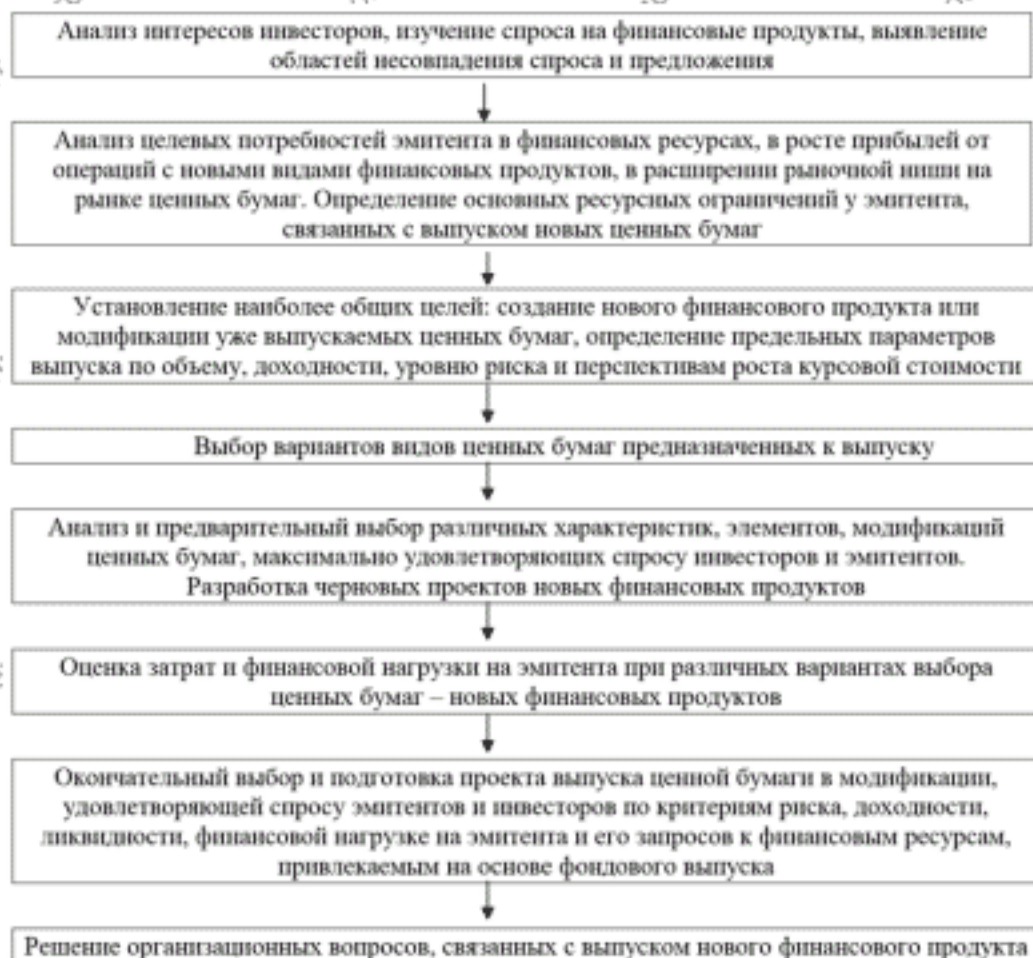 Анализ интересов инвесторов, изучение спроса на финансовые продукты, выявление
областей несовпадения спроса и предложения
Анализ целевых потребностей эмитента в финансовых ресурсах, в росте прибылей от
операций с новыми видами финансовых продуктов, в расширении рыночной ниши на
рынке ценных бумаг. Определение основных ресурсных ограничений у эмитента,
связанных с выпуском новых ценных бумаг
Установление наиболее общих целей: создание нового финансового продукта или
модификации уже выпускаемых ценных бумаг, определение предельных параметров
выпуска по объему, доходности, уровню риска и перспективам роста курсовой стоимости
Выбор вариантов видов ценных бумаг предназначенных к выпуску
Анализ и предварительный выбор различных характеристик, элементов, модификаций
ценных бумаг, максимально удовлетворяющих спросу инвесторов и эмитентов.
Разработка черновых проектов новых финансовых продуктов
Оценка затрат и финансовой нагрузки на эмитента при различных вариантах выбора
ценных бумаг – новых финансовых продуктов
Окончательный выбор и подготовка проекта выпуска ценной бумаги в модификации,
удовлетворяющей спросу эмитентов и инвесторов по критериям риска, доходности,
ликвидности, финансовой нагрузке на эмитента и его запросов к финансовым ресурсам,
привлекаемым на основе фондового выпуска
Решение организационных вопросов, связанных с выпуском нового финансового продукта